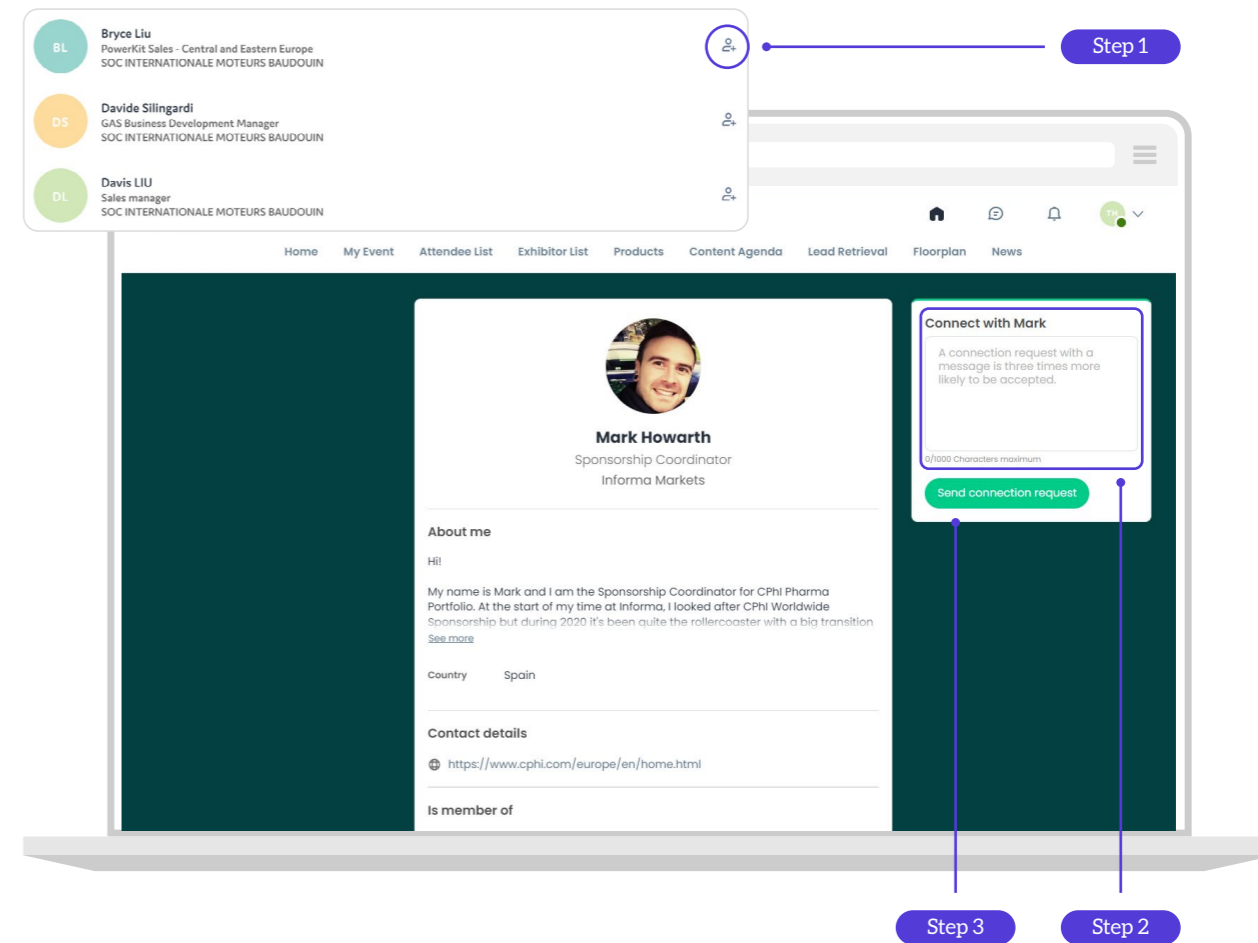 BL
Bryce Liu
PowerKit Sales - Central and Eastern Europe
SOC INTERNATIONALE MOTEURS BAUDOUIN
Step 1
DS
Davide Silingardi
GAS Business Development Manager
SOC INTERNATIONALE MOTEURS BAUDOUIN
DL
Davis LIU
Sales manager
SOC INTERNATIONALE MOTEURS BAUDOUIN
TH
Home My Event Attendee List Exhibitor List Products Content Agenda Lead Retrieval Floorplan News
Mark Howarth
Sponsorship Coordinator
Informa Markets
About me
Hi!
My name is Mark and I am the Sponsorship Coordinator for CPhI Pharma
Portfolio. At the start of my time at Informa, I looked after CPhI Worldwide
Sponsorship but during 2020 it's been quite the rollercoaster with a big transition
See more
Country Spain
Contact details
https://www.cphi.com/europe/en/home.html
Is member of
Connect with Mark
A connection request with a
message is three times more
likely to be accepted.
0/1000 Characters maximum
Send connection request
Step 3
Step 2